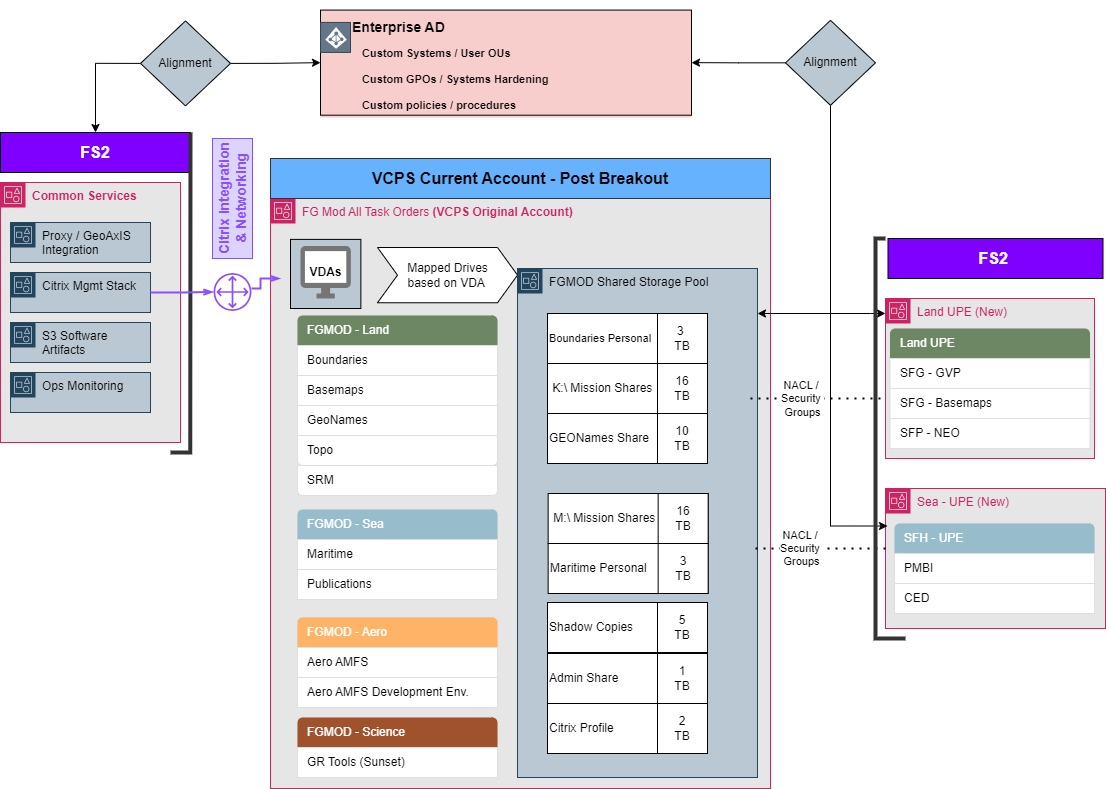 Enterprise AD
Custom Systems / User OUs
Custom GPOs / Systems Hardening
Custom policies / procedures
Alignment
Alignment
FS2
Common Services
Proxy / GeoAxIS
Integration
Citrix Mgmt Stack
S3 Software
Artifacts
Ops Monitoring
Citrix Integration
& Networking
VCPS Current Account - Post Breakout
FG Mod All Task Orders (VCPS Original Account)
VDAs
Mapped Drives
based on VDA
FGMOD - Land
Boundaries
Basemaps
GeoNames
Topo
SRM
FGMOD - Sea
Maritime
Publications
FGMOD - Aero
Aero AMFS
Aero AMFS Development Env.
FGMOD - Science
GR Tools (Sunset)
FGMOD Shared Storage Pool
Boundaries Personal
3
TB
K:\ Mission Shares
16
TB
GEONames Share
10
TB
M:\ Mission Shares
16
TB
Maritime Personal
3
TB
Shadow Copies
5
TB
Admin Share
1
TB
Citrix Profile
2
TB
NACL /
Security
Groups
NACL /
Security
Groups
FS2
Land UPE (New)
Land UPE
SFG - GVP
SFG - Basemaps
SFP - NEO
Sea - UPE (New)
SFH - UPE
PMBI
CED